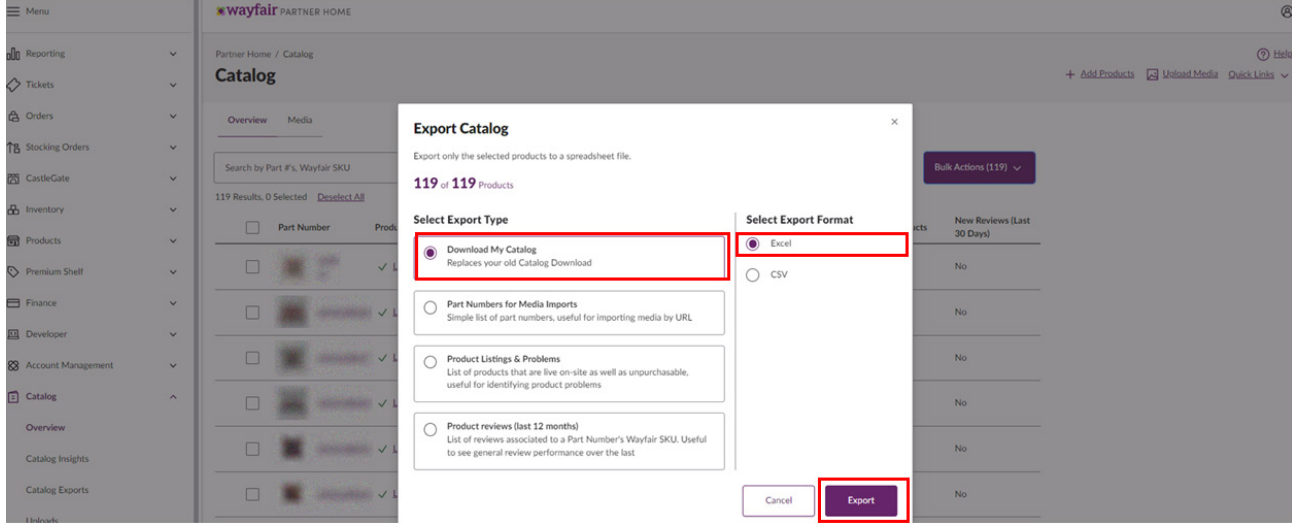 Menu
wayfair PARTNER HOME
Reporting
Tickets
Orders
Stocking Orders
CastleGate
Inventory
Products
Premium Shelf
Finance
Developer
Account Management
Catalog
Overview
Catalog Insights
Catalog Exports
Uploads
Partner Home / Catalog
Help
Catalog
+ Add Products Upload Media Quick Links
Overview Media
Search by Part #'s, Wayfair SKU
Bulk Actions (119)
119 Results, 0 Selected Deselect All
Part Number
New Reviews (Last
30 Days)
No
No
No
No
No
No
Export Catalog
×
Export only the selected products to a spreadsheet file.
119 of 119 Products
Select Export Type
Download My Catalog
Replaces your old Catalog Download
Part Numbers for Media Imports
Simple list of part numbers, useful for importing media by URL
Product Listings & Problems
List of products that are live on-site as well as unpurchasable,
useful for identifying product problems
Product reviews (last 12 months)
List of reviews associated to a Part Number's Wayfair SKU. Useful
to see general review performance over the last
Select Export Format
Excel
CSV
Cancel
Export